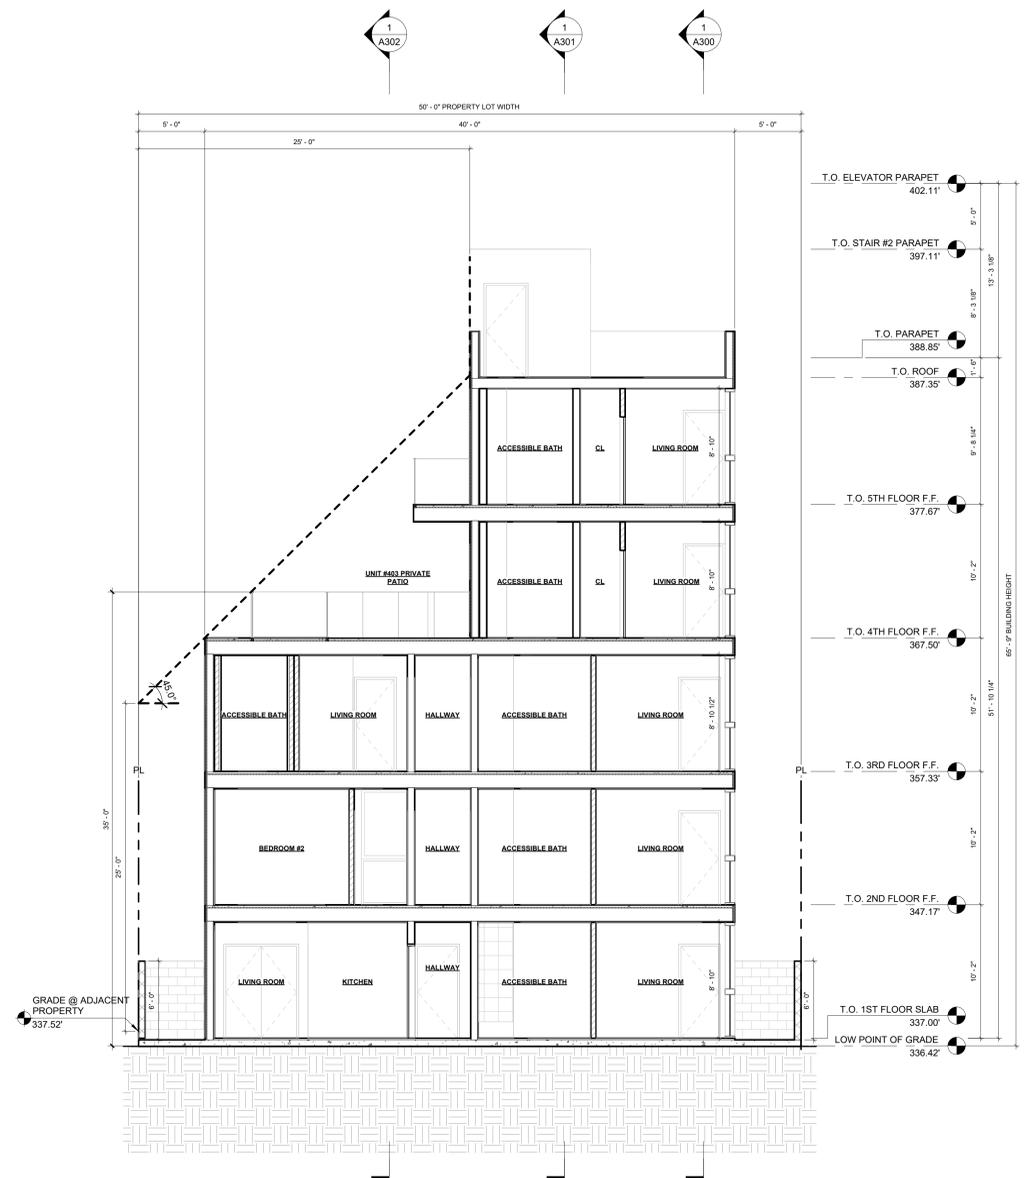 1
A302
1
A301
1
A300
50' - 0" PROPERTY LOT WIDTH
5' - 0"
40' - 0"
5' - 0"
25' - 0"
T.O. ELEVATOR PARAPET
402.11'
5' - 0"
T.O. STAIR #2 PARAPET
397.11'
13' - 3 1/8"
8' - 3 1/8"
T.O. PARAPET
388.85'
1' - 6"
T.O. ROOF
387.35'
9' - 8 1/4"
ACCESSIBLE BATH
CL
LIVING ROOM
8' - 10"
T.O. 5TH FLOOR F.F.
377.67'
10' - 2"
UNIT #403 PRIVATE
PATIO
ACCESSIBLE BATH
CL
LIVING ROOM
8' - 10"
65' - 9" BUILDING HEIGHT
T.O. 4TH FLOOR F.F.
367.50'
45.0°
ACCESSIBLE BATH
LIVING ROOM
HALLWAY
ACCESSIBLE BATH
LIVING ROOM
8' - 10 1/2"
10' - 2"
51' - 10 1/4"
PL
PL
T.O. 3RD FLOOR F.F.
357.33'
35' - 0"
25' - 0"
BEDROOM #2
HALLWAY
ACCESSIBLE BATH
LIVING ROOM
10' - 2"
T.O. 2ND FLOOR F.F.
347.17'
LIVING ROOM
KITCHEN
HALLWAY
ACCESSIBLE BATH
LIVING ROOM
8' - 10"
10' - 2"
GRADE @ ADJACENT
PROPERTY
337.52'
6' - 0"
6' - 0"
T.O. 1ST FLOOR SLAB
337.00'
LOW POINT OF GRADE
336.42'